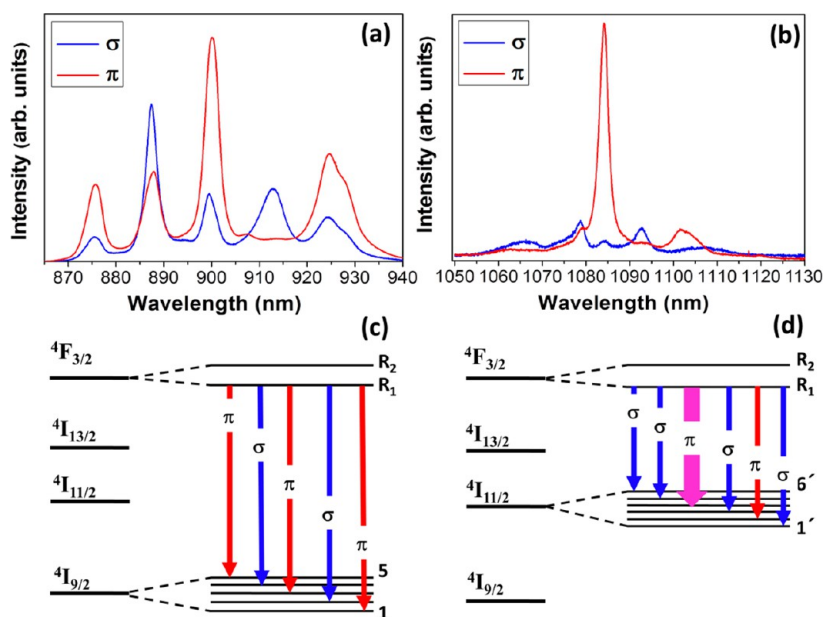 (a)
σ
π
Intensity (arb. units)
870 880 890 900 910 920 930 940
Wavelength (nm)
(b)
σ
π
Intensity (arb. units)
1050 1060 1070 1080 1090 1100 1110 1120 1130
Wavelength (nm)
(c)
⁴F₃/₂
R₂
R₁
π
σ
π
σ
π
⁴I₁₃/₂
⁴I₁₁/₂
⁴I₉/₂
5
1
(d)
⁴F₃/₂
R₂
R₁
σ
σ
π
σ
π
σ
⁴I₁₃/₂
⁴I₁₁/₂
6´
1´
⁴I₉/₂